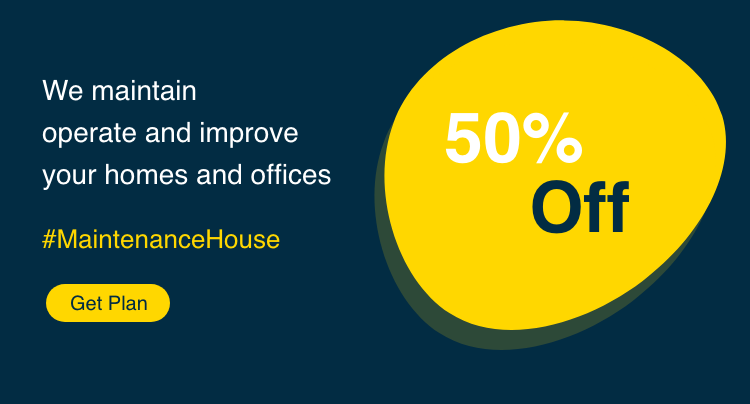 We maintain
operate and improve
your homes and offices
#MaintenanceHouse
Get Plan
50%
Off